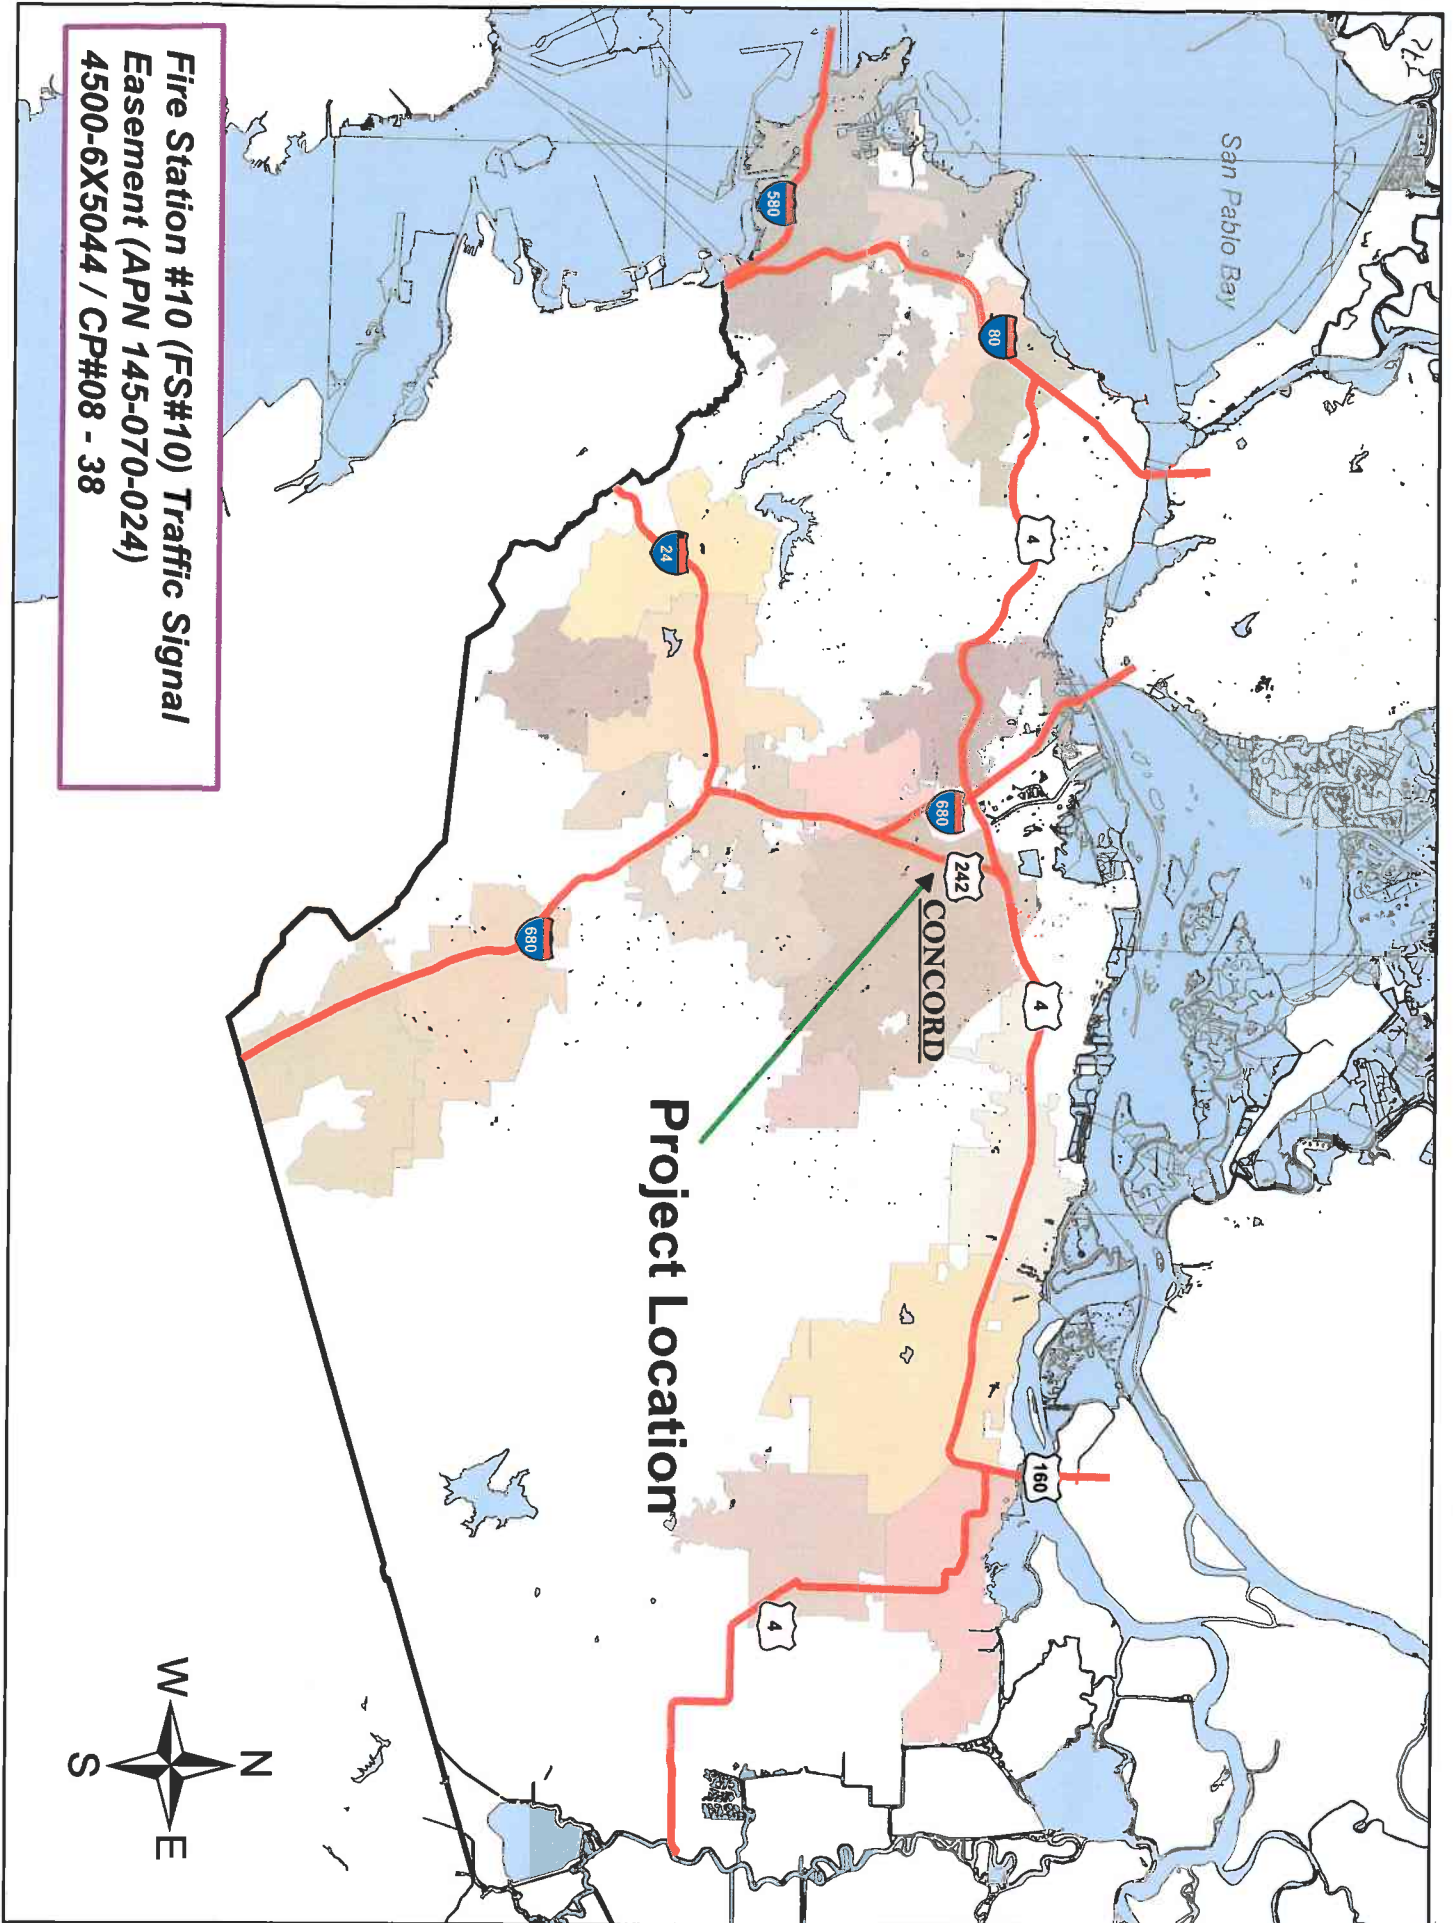 San Pablo Bay
80
580
4
4
160
680
242
CONCORD
24
680
4
Project Location
Fire Station #10 (FS#10) Traffic Signal
Easement (APN 145-070-024)
4500-6X5044 / CP#08 - 38
N
W
E
S